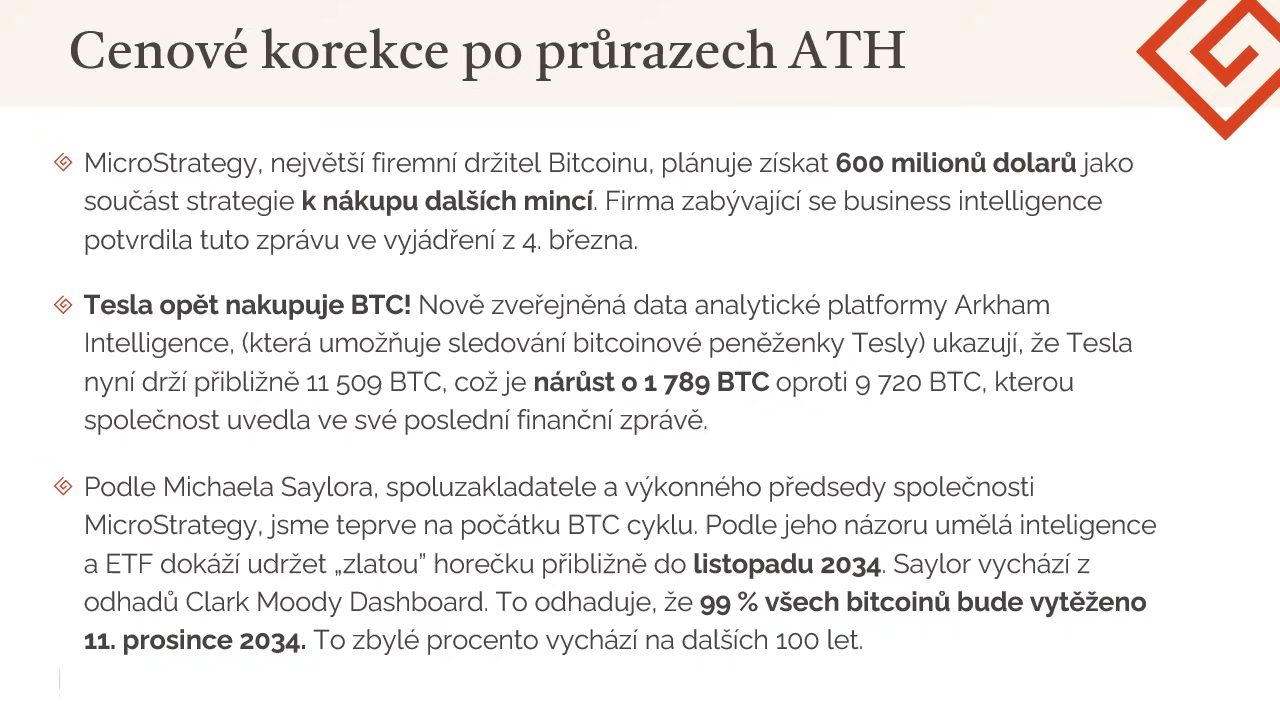 Cenové korekce po průrazech ATH
MicroStrategy, největší firemní držitel Bitcoinu, plánuje získat 600 milionů dolarů jako
součást strategie k nákupu dalších mincí. Firma zabývající se business intelligence
potvrdila tuto zprávu ve vyjádření z 4. března.
Tesla opět nakupuje BTC! Nově zveřejněná data analytické platformy Arkham
Intelligence, (která umožňuje sledování bitcoinové peněženky Tesly) ukazují, že Tesla
nyní drží přibližně 11 509 BTC, což je nárůst o 1 789 BTC oproti 9 720 BTC, kterou
společnost uvedla ve své poslední finanční zprávě.
Podle Michaela Saylora, spoluzakladatele a výkonného předsedy společnosti
MicroStrategy, jsme teprve na počátku BTC cyklu. Podle jeho názoru umělá inteligence
a ETF dokáží udržet „zlatou” horečku přibližně do listopadu 2034. Saylor vychází z
odhadů Clark Moody Dashboard. To odhaduje, že 99 % všech bitcoinů bude vytěženo
11. prosince 2034. To zbylé procento vychází na dalších 100 let.